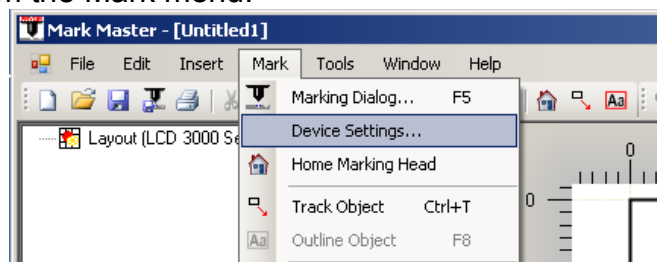 m the Mark menu.
Mark Master - [Untitled1]
File Edit Insert Mark Tools Window Help
Marking Dialog... F5
Device Settings...
Layout (LCD 3000 Se
Home Marking Head
Track Object Ctrl+T
Outline Object F8
0
0